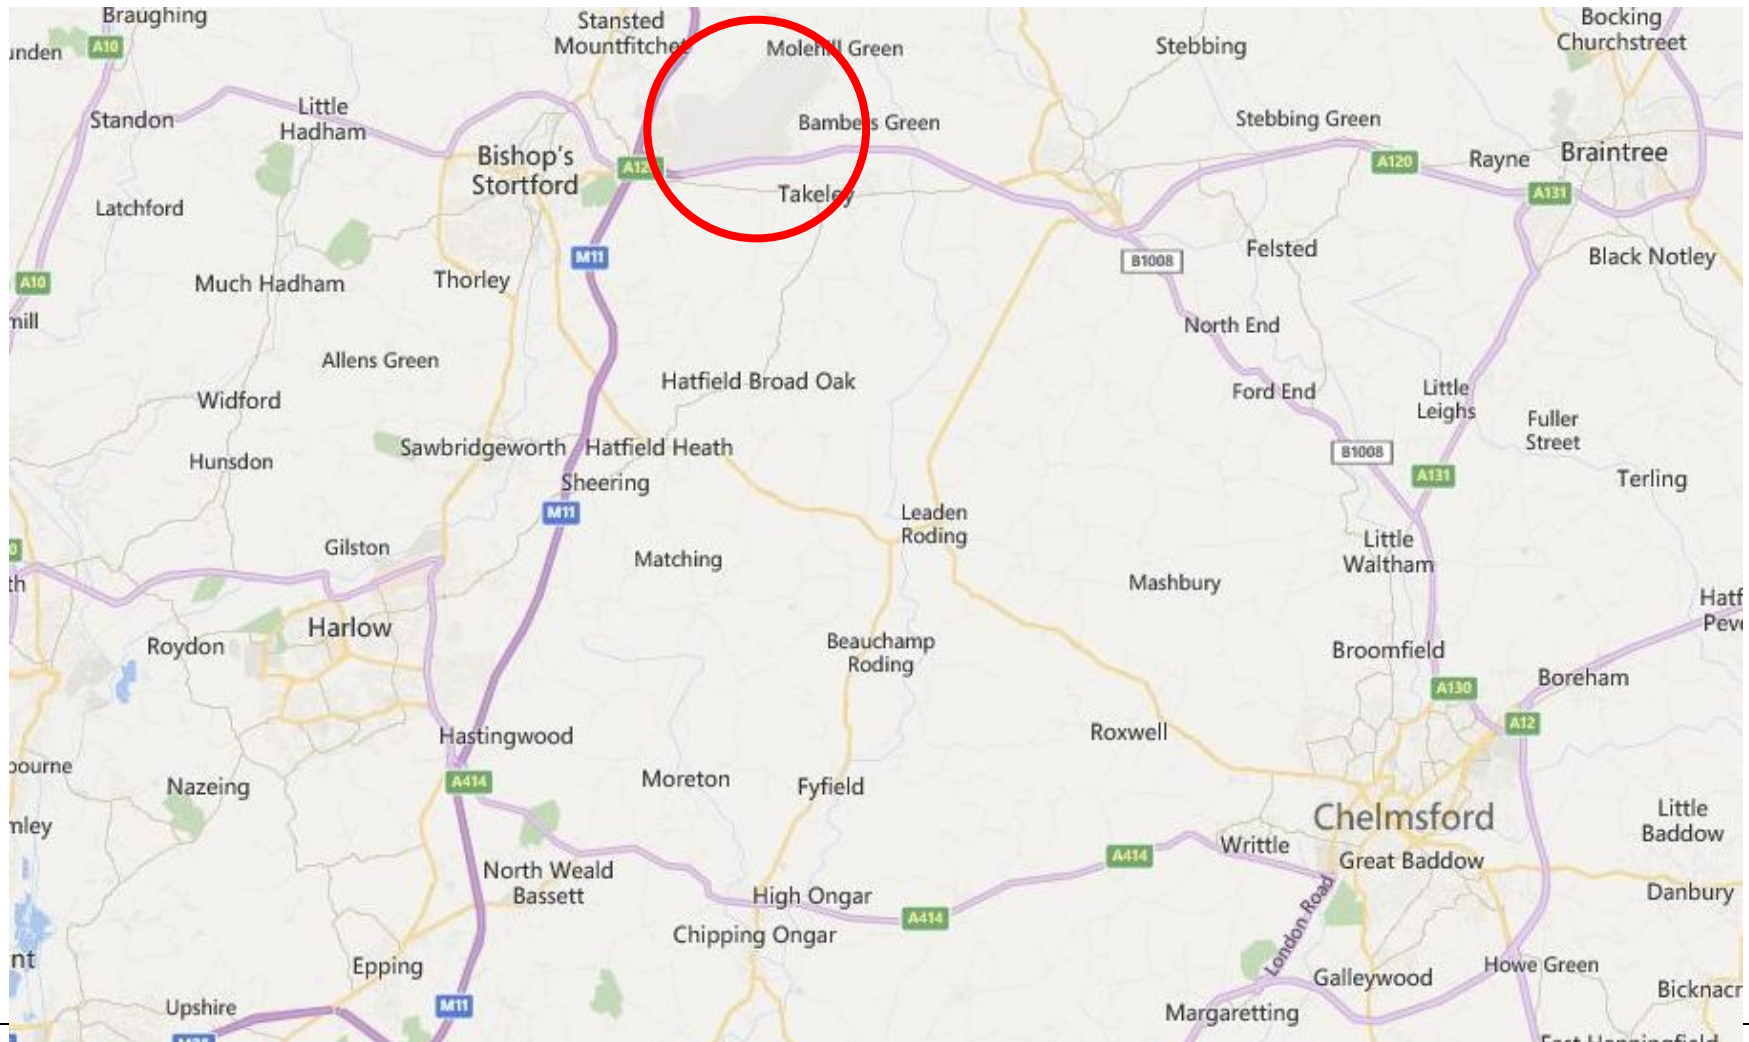 Braughing
Stansted
Mountfitchet
Molehill Green
Stebbing
Bocking
Churchstreet
A10
Standon
Little
Hadham
Bambers Green
Stebbing Green
Bishop's
Stortford
A120
Takeley
A120
Rayne
Braintree
A131
Latchford
M11
B1008
Felsted
Black Notley
A10
Much Hadham
Thorley
North End
Allens Green
Hatfield Broad Oak
Ford End
Little
Leighs
Fuller
Street
Widford
Hunsdon
Sawbridgeworth
Hatfield Heath
B1008
A131
Terling
Sheering
M11
Leaden
Roding
Gilston
Matching
Little
Waltham
Mashbury
Harlow
Roydon
Beauchamp
Roding
Broomfield
Boreham
A130
A12
Hastingwood
Roxwell
A414
Nazeing
Moreton
Fyfield
Chelmsford
Little
Baddow
Writtle
A414
Great Baddow
North Weald
Bassett
High Ongar
A414
London Road
Danbury
Chipping Ongar
Epping
Galleywood
Howe Green
Upshire
M11
Margaretting